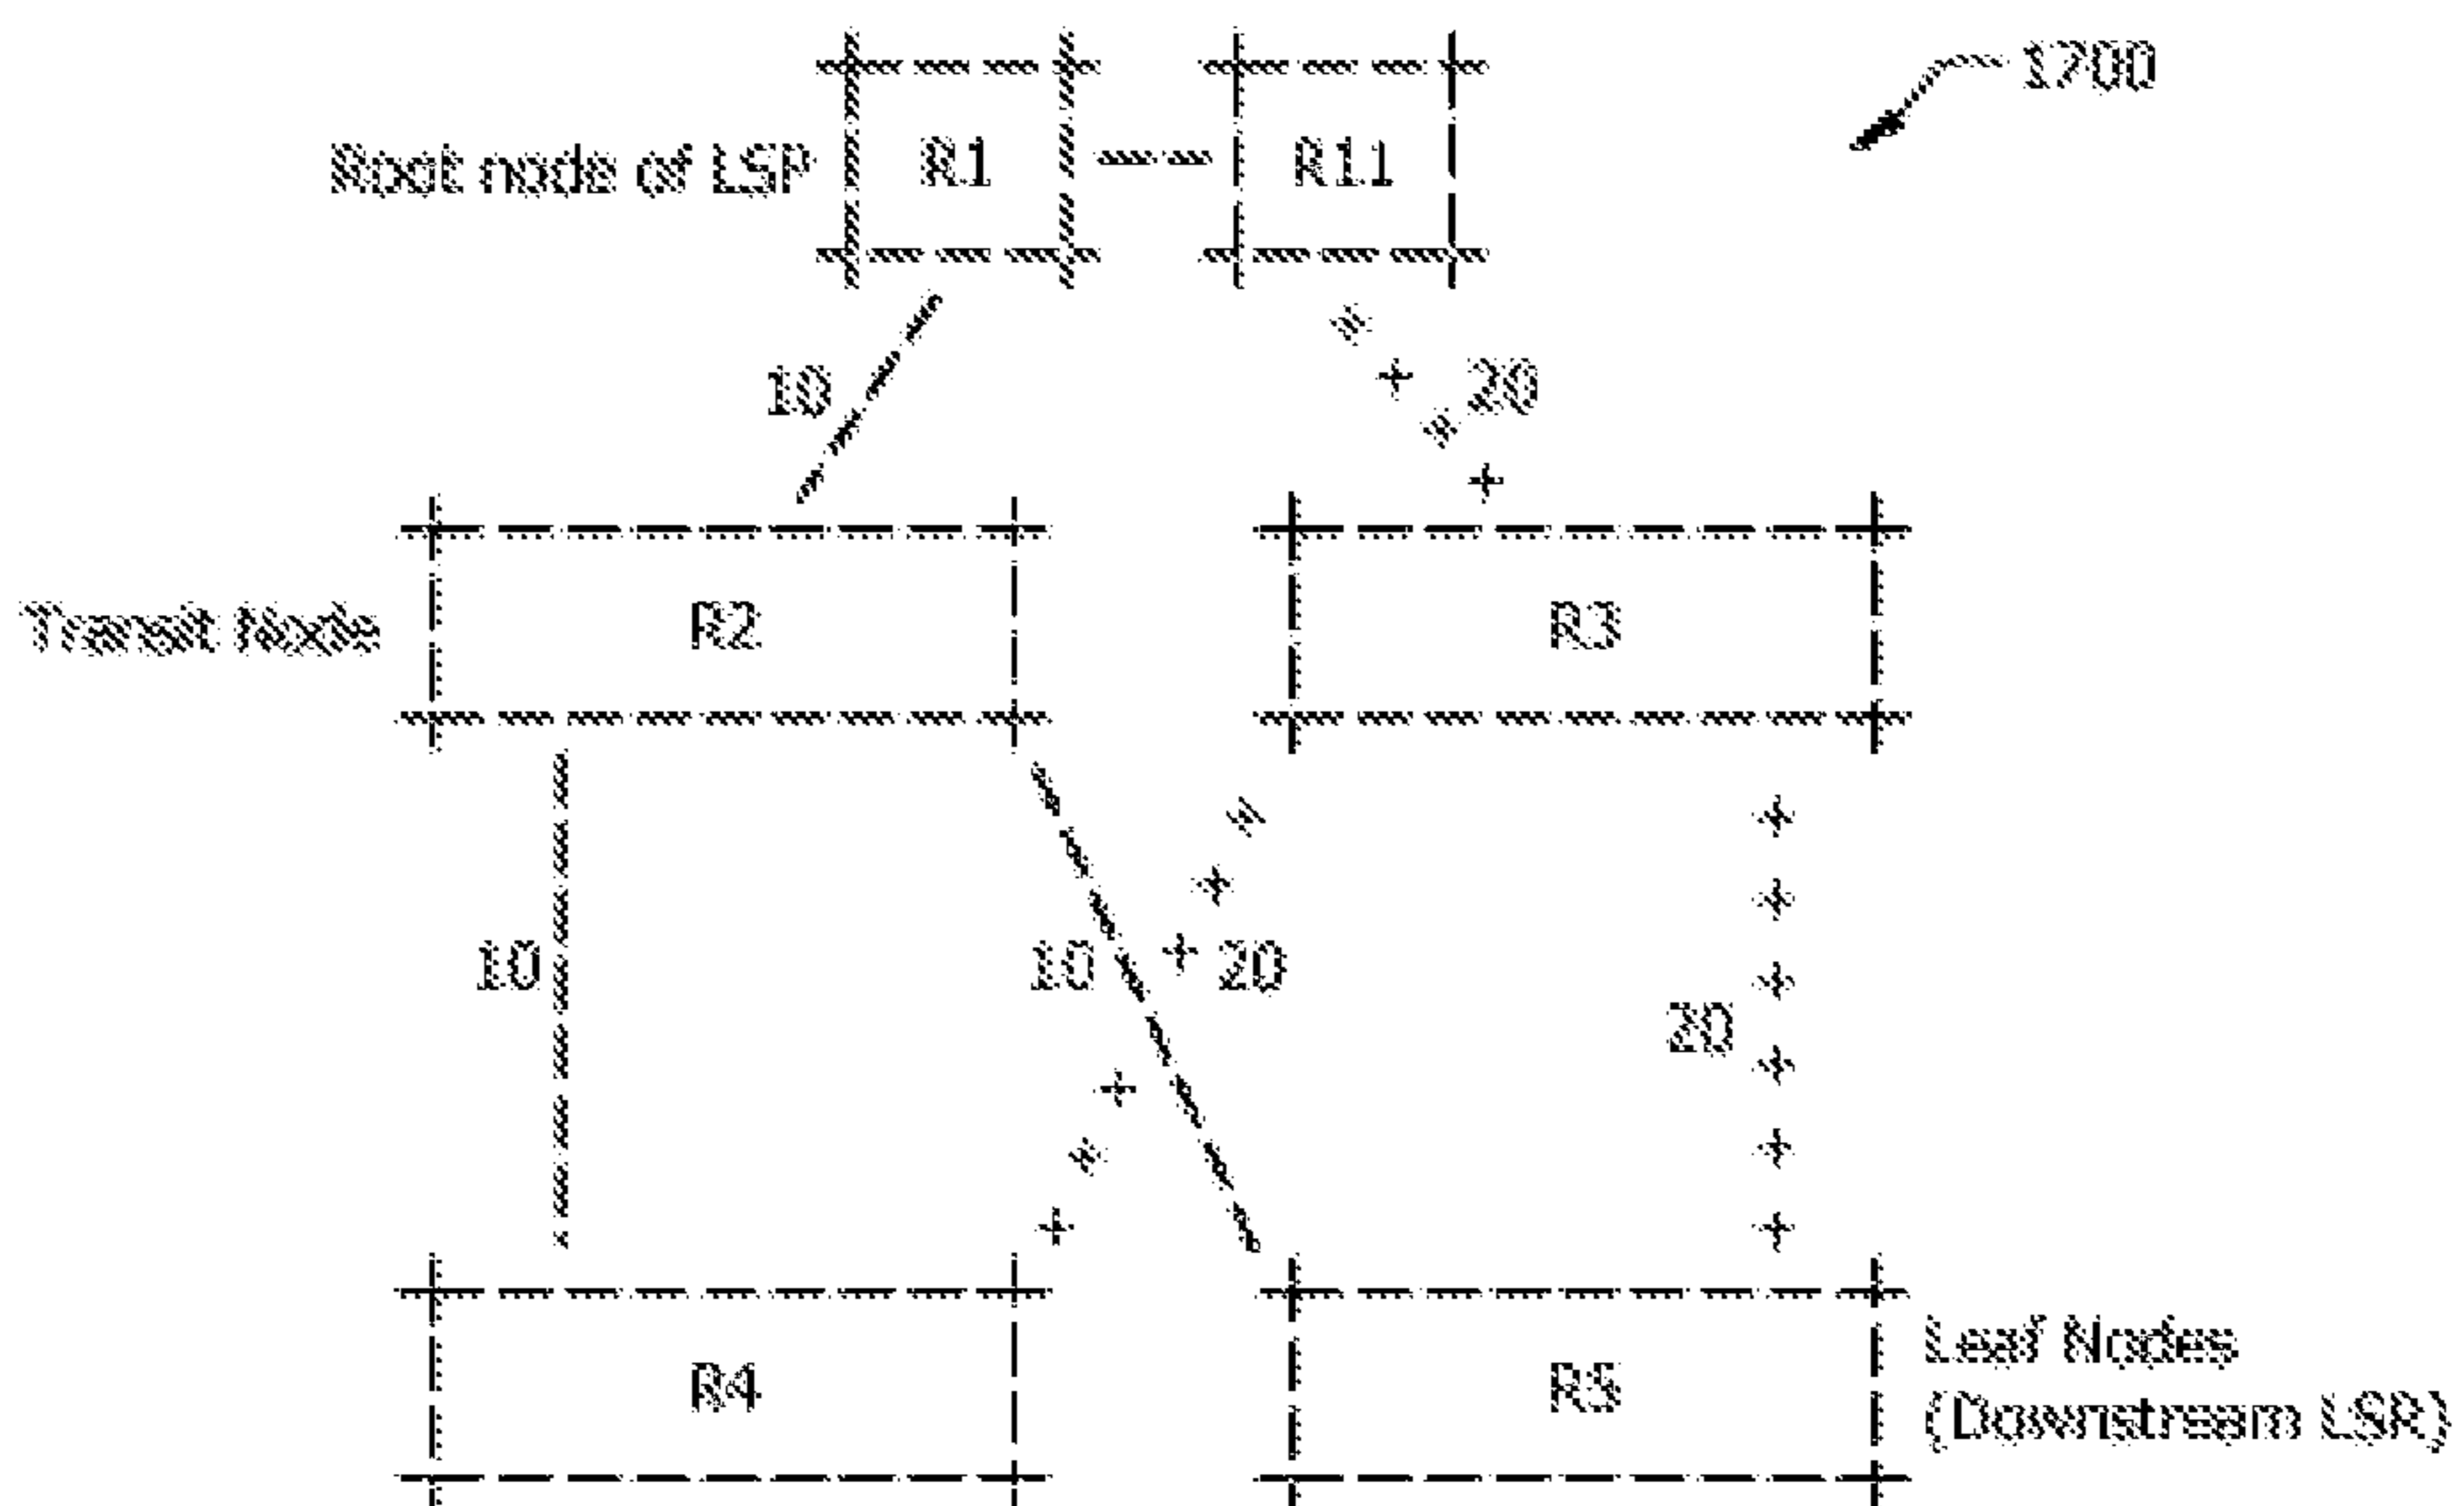 1700
Root node of LSP
R1
R11
10
20
Transit Node
R2
R3
10
10
20
20
R4
R5
Leaf Nodes
(Downstream LSR)